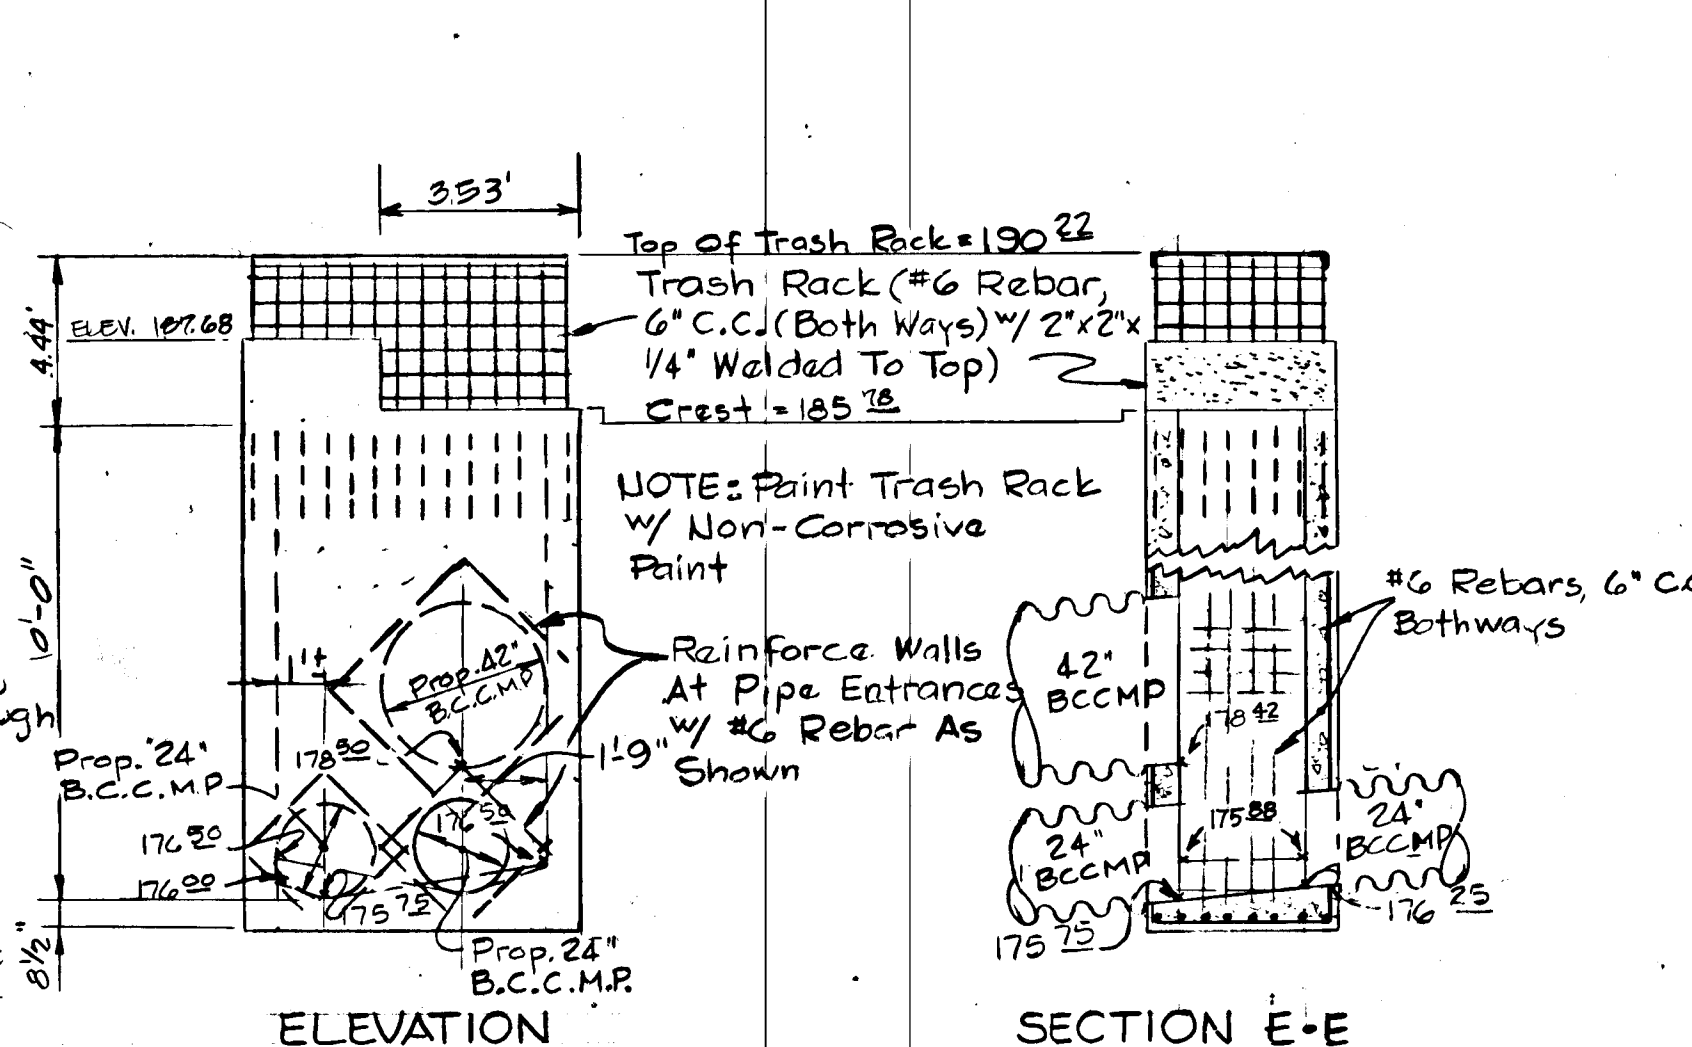 3.53'
Top Of Trash Rack = 190 22
Trash Rack (#6 Rebar,
6" C.C. (Both Ways) w/ 2"x2"x
1/4" Welded To Top)
Crest = 185 78
4.44'
ELEV. 187.68
NOTE: Paint Trash Rack
w/ Non-Corrosive
Paint
10'-0"
1'±
Prop. 42"
B.C.C.M.P
Reinforce Walls
At Pipe Entrances
w/ #6 Rebar As
Shown
1'-9"
178 50
Prop. 24"
B.C.C.M.P
176 50
176 50
176 00
175 75
8 1/2"
Prop. 24"
B.C.C.M.P.
ELEVATION
#6 Rebars, 6" C.C
Bothways
42"
BCCMP
178 42
175 88
24"
BCCMP
24"
BCCMP
175 75
176 25
SECTION E-E